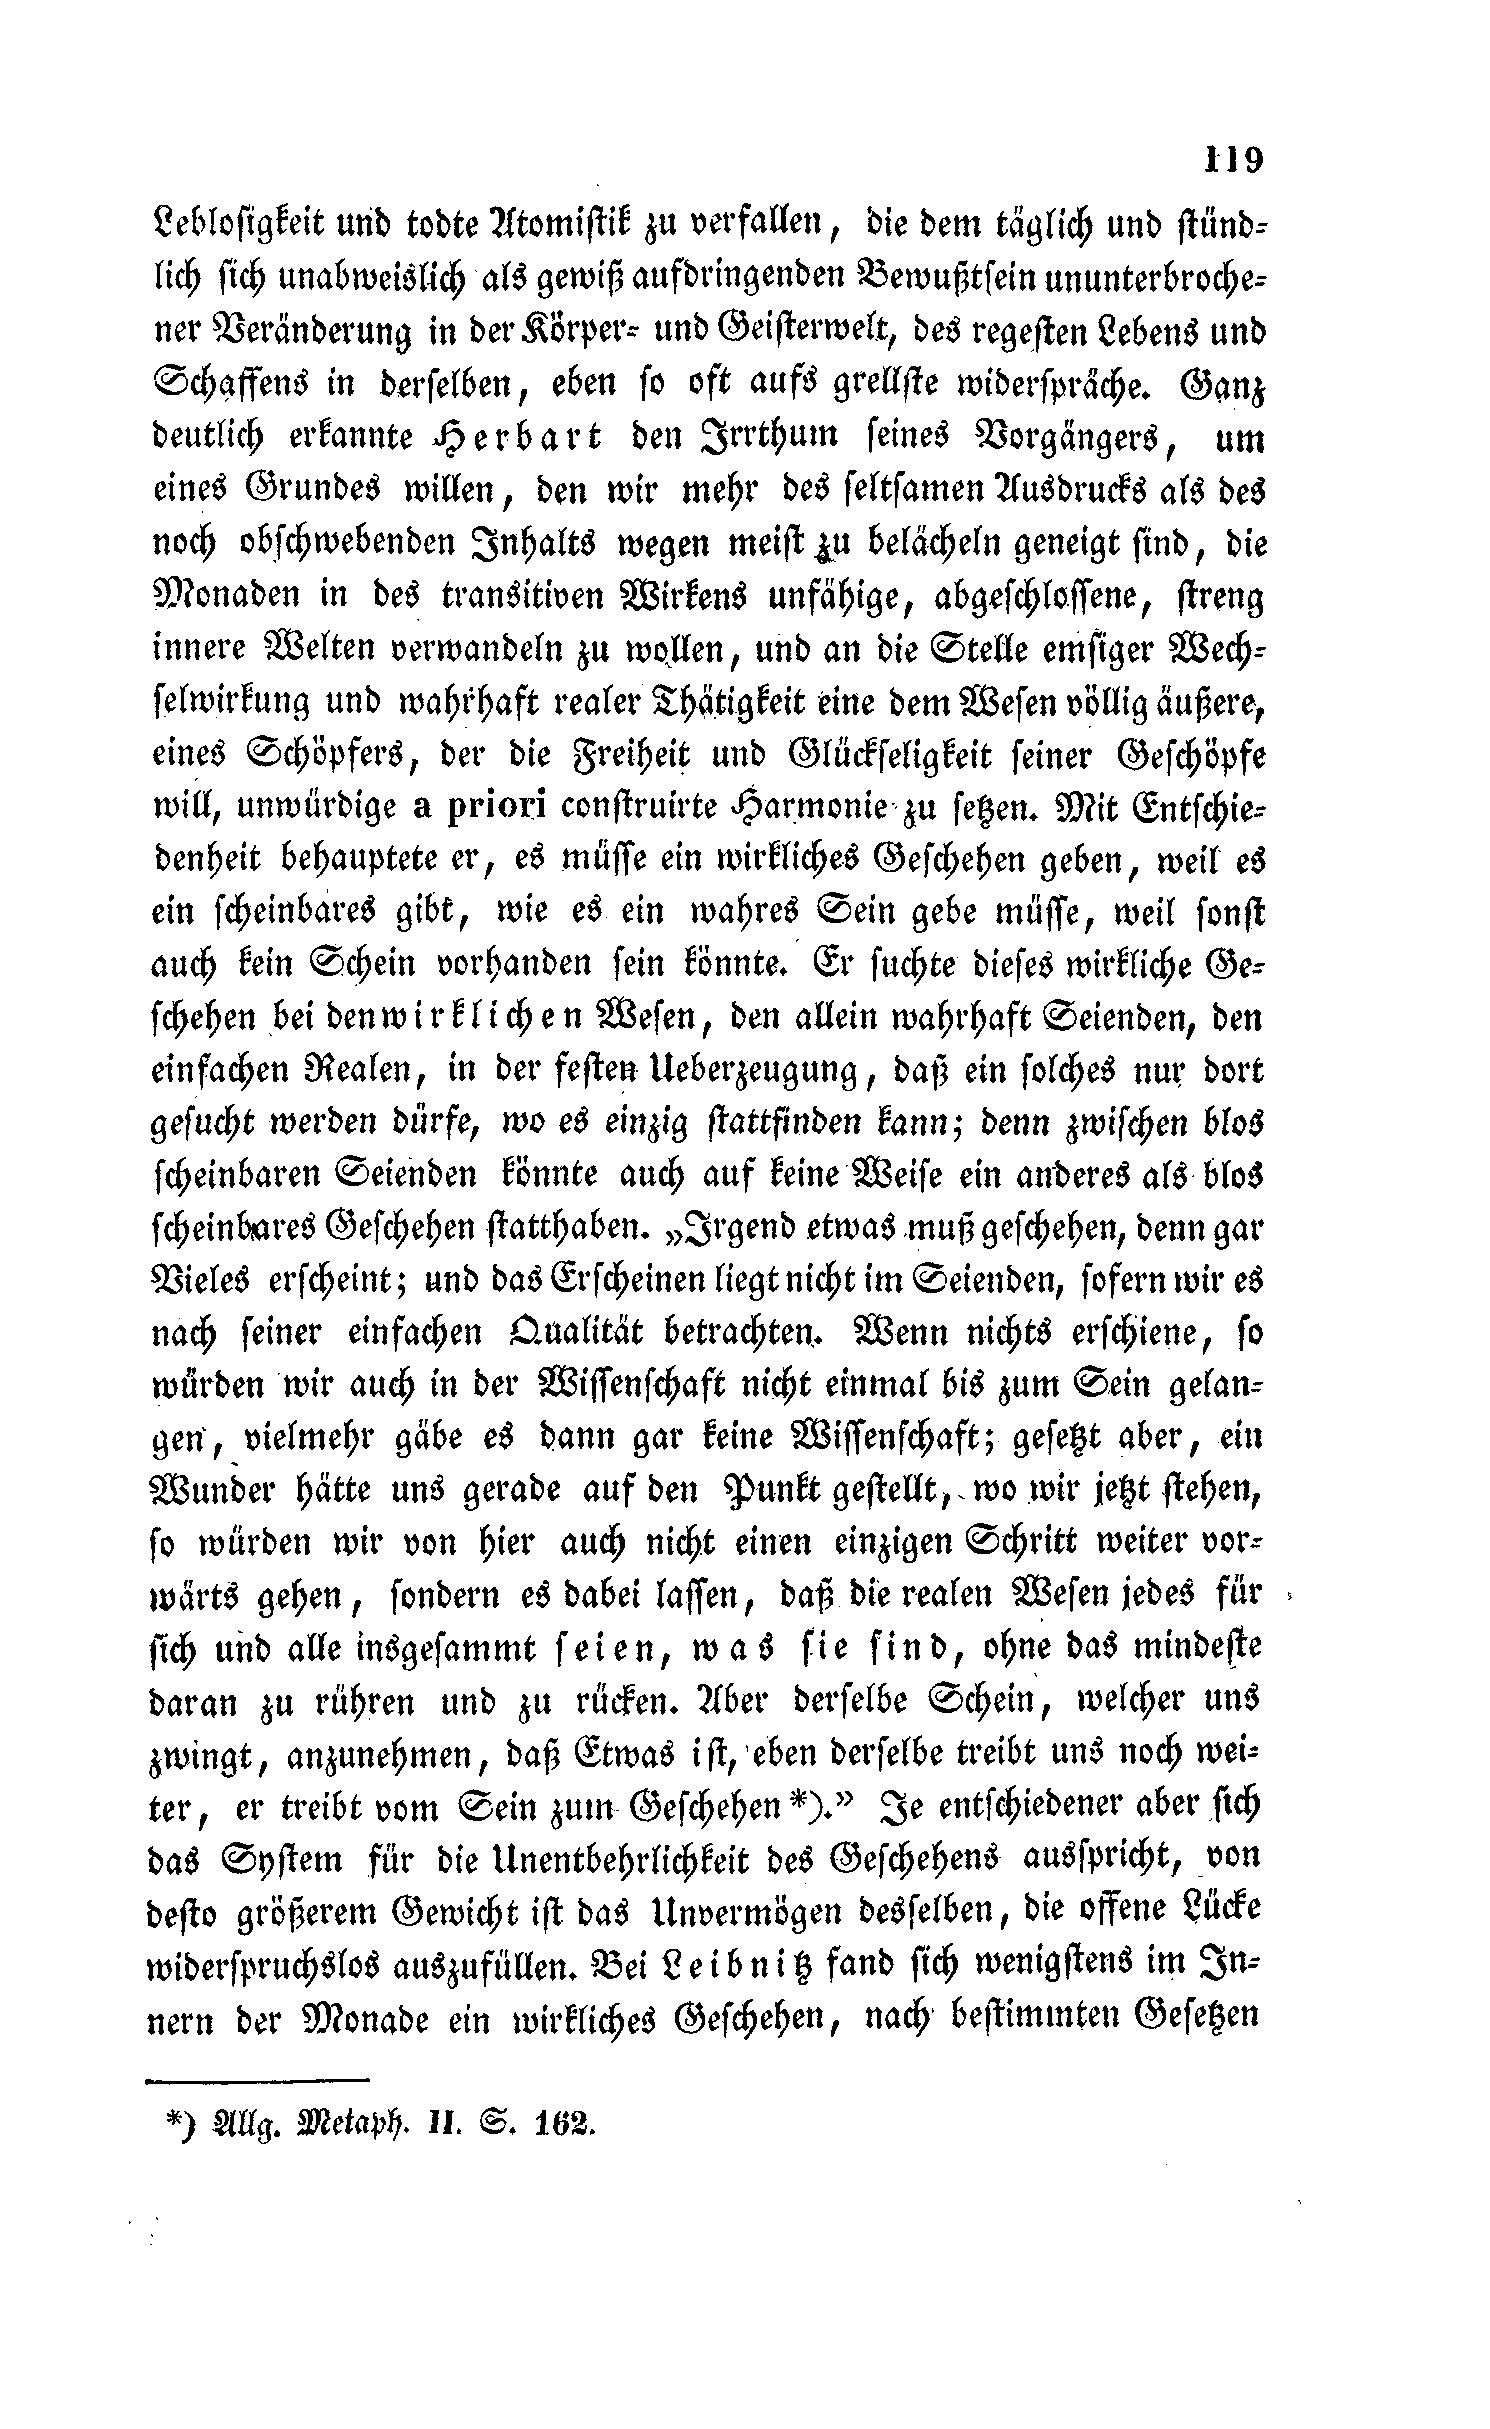 119
Leblosigkeit und todte Atomistik zu verfallen, die dem täglich und stünd-
lich sich unabweislich als gewiß aufdringenden Bewußtsein ununterbroche-
ner Veränderung in der Körper- und Geisterwelt, des regesten Lebens und
Schaffens in derselben, eben so oft aufs grellste widerspräche. Ganz
deutlich erkannte Herbart den Irrthum seines Vorgängers, um
eines Grundes willen, den wir mehr des seltsamen Ausdrucks als des
noch obschwebenden Inhalts wegen meist zu belächeln geneigt sind, die
Monaden in des transitiven Wirkens unfähige, abgeschlossene, streng
innere Welten verwandeln zu wollen, und an die Stelle emsiger Wech-
selwirkung und wahrhaft realer Thätigkeit eine dem Wesen völlig äußere,
eines Schöpfers, der die Freiheit und Glückseligkeit seiner Geschöpfe
will, unwürdige a priori construirte Harmonie zu setzen. Mit Entschie-
denheit behauptete er, es müsse ein wirkliches Geschehen geben, weil es
ein scheinbares gibt, wie es ein wahres Sein gebe müsse, weil sonst
auch kein Schein vorhanden sein könnte. Er suchte dieses wirkliche Ge-
schehen bei den wirklichen Wesen, den allein wahrhaft Seienden, den
einfachen Realen, in der festen Ueberzeugung, daß ein solches nur dort
gesucht werden dürfe, wo es einzig stattfinden kann; denn zwischen blos
scheinbaren Seienden könnte auch auf keine Weise ein anderes als blos
scheinbares Geschehen statthaben. „Irgend etwas muß geschehen, denn gar
Vieles erscheint; und das Erscheinen liegt nicht im Seienden, sofern wir es
nach seiner einfachen Qualität betrachten. Wenn nichts erschiene, so
würden wir auch in der Wissenschaft nicht einmal bis zum Sein gelan-
gen, vielmehr gäbe es dann gar keine Wissenschaft; gesetzt aber, ein
Wunder hätte uns gerade auf den Punkt gestellt, wo wir jetzt stehen,
so würden wir von hier auch nicht einen einzigen Schritt weiter vor-
wärts gehen, sondern es dabei lassen, daß die realen Wesen jedes für
sich und alle insgesammt seien, was sie sind, ohne das mindeste
daran zu rühren und zu rücken. Aber derselbe Schein, welcher uns
zwingt, anzunehmen, daß Etwas ist, eben derselbe treibt uns noch wei-
ter, er treibt vom Sein zum Geschehen *).” Je entschiedener aber sich
das System für die Unentbehrlichkeit des Geschehens ausspricht, von
desto größerem Gewicht ist das Unvermögen desselben, die offene Lücke
widerspruchslos auszufüllen. Bei Leibnitz fand sich wenigstens im In-
nern der Monade ein wirkliches Geschehen, nach bestimmten Gesetzen
*) Allg. Metaph. II. S. 162.